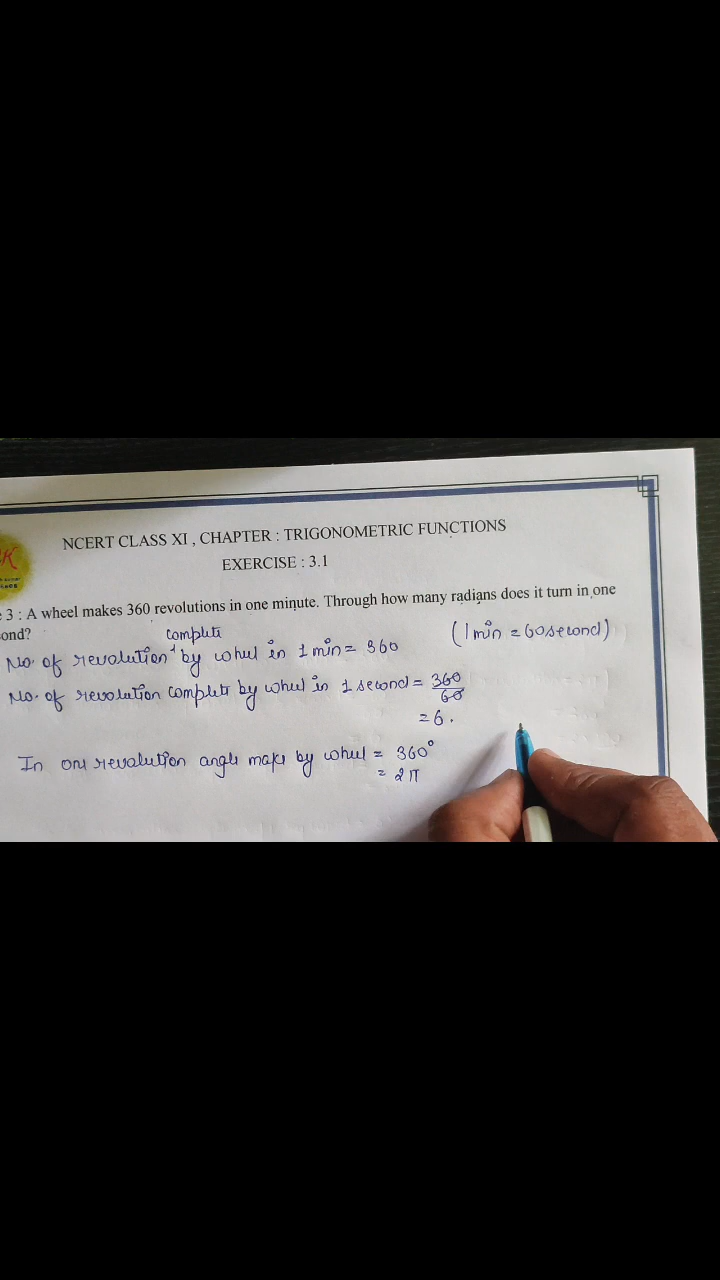 NCERT CLASS XI , CHAPTER : TRIGONOMETRIC FUNCTIONS
EXERCISE : 3.1
3 : A wheel makes 360 revolutions in one minute. Through how many radians does it turn in one
ond?
complete
No. of revolution by wheel in 1 min = 360 (1 min = 60 second)
No. of revolution complete by wheel in 1 second = 360/60
= 6.
In one revolution angle make by wheel = 360°
= 2π